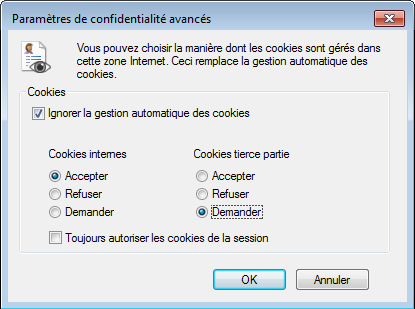 Paramètres de confidentialité avancés
Vous pouvez choisir la manière dont les cookies sont gérés dans
cette zone Internet. Ceci remplace la gestion automatique des
cookies.
Cookies
Ignorer la gestion automatique des cookies
Cookies internes
Cookies tierce partie
Accepter
Accepter
Refuser
Refuser
Demander
Demander
Toujours autoriser les cookies de la session
OK
Annuler